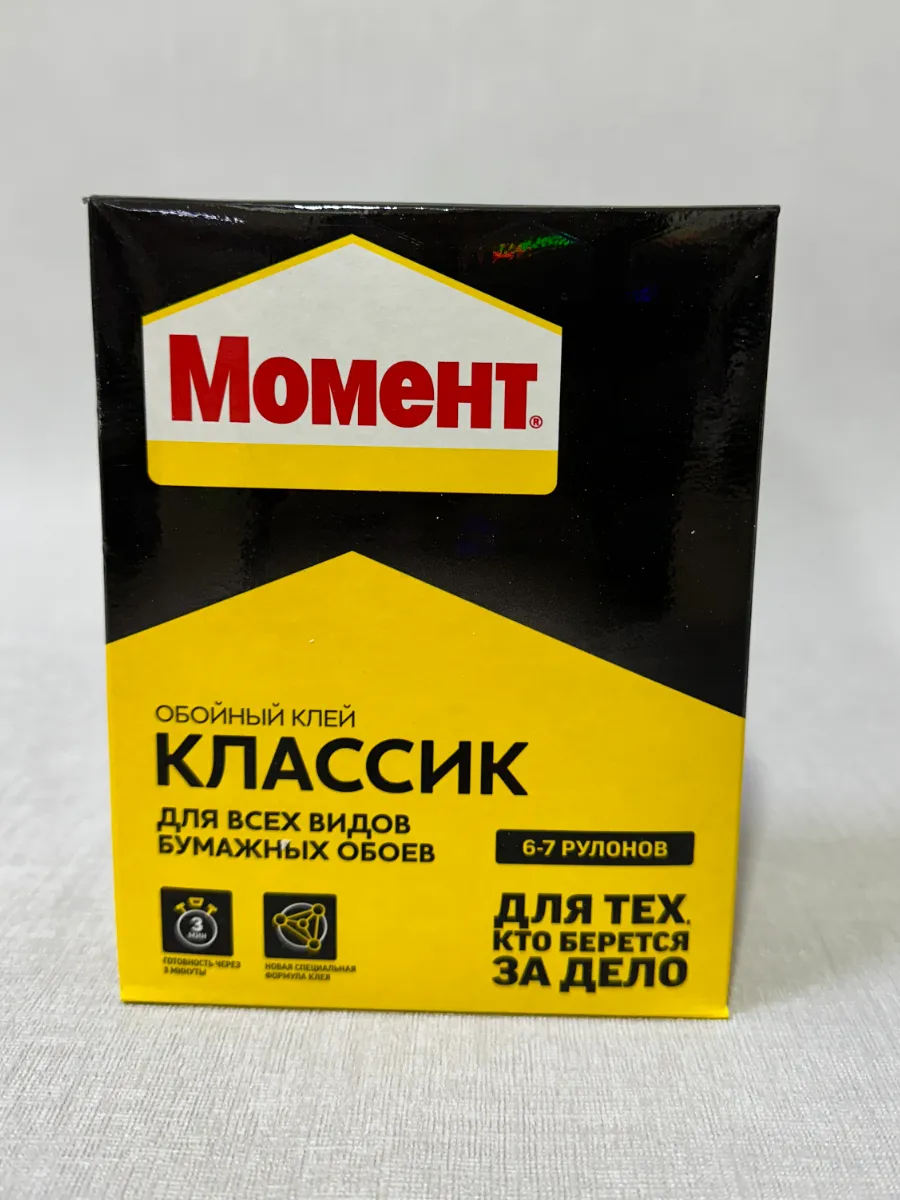 Момент®
ОБОЙНЫЙ КЛЕЙ
КЛАССИК
ДЛЯ ВСЕХ ВИДОВ
БУМАЖНЫХ ОБОЕВ
6-7 РУЛОНОВ
3
МИН
ГОТОВНОСТЬ ЧЕРЕЗ
3 МИНУТЫ
НОВАЯ СПЕЦИАЛЬНАЯ
ФОРМУЛА КЛЕЯ
ДЛЯ ТЕХ,
КТО БЕРЕТСЯ
ЗА ДЕЛО